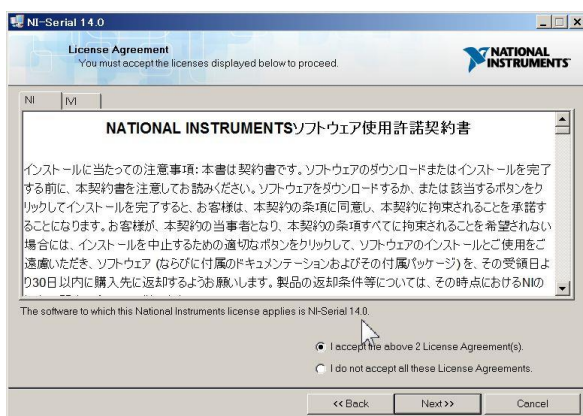 NI-Serial 14.0
License Agreement
You must accept the licenses displayed below to proceed.
NATIONAL
INSTRUMENTS
NI
IVI
NATIONAL INSTRUMENTSソフトウェア使用許諾契約書
インストールに当たっての注意事項: 本書は契約書です。ソフトウェアのダウンロードまたはインストールを完了
する前に、本契約書を注意してお読みください。ソフトウェアをダウンロードするか、または該当するボタンをク
リックしてインストールを完了すると、お客様は、本契約の条項に同意し、本契約に拘束されることを承諾す
ることになります。お客様が、本契約の当事者となり、本契約の条項すべてに拘束されることを希望されない
場合には、インストールを中止するための適切なボタンをクリックして、ソフトウェアのインストールとご使用をご
遠慮いただき、ソフトウェア (ならびに付属のドキュメンテーションおよびその付属パッケージ) を、その受領日よ
り30日以内に購入先に返却するようお願いします。製品の返却条件等については、その時点におけるNIの
The software to which this National Instruments license applies is NI-Serial 14.0.
I accept the above 2 License Agreement(s).
I do not accept all these License Agreements.
<< Back
Next >>
Cancel